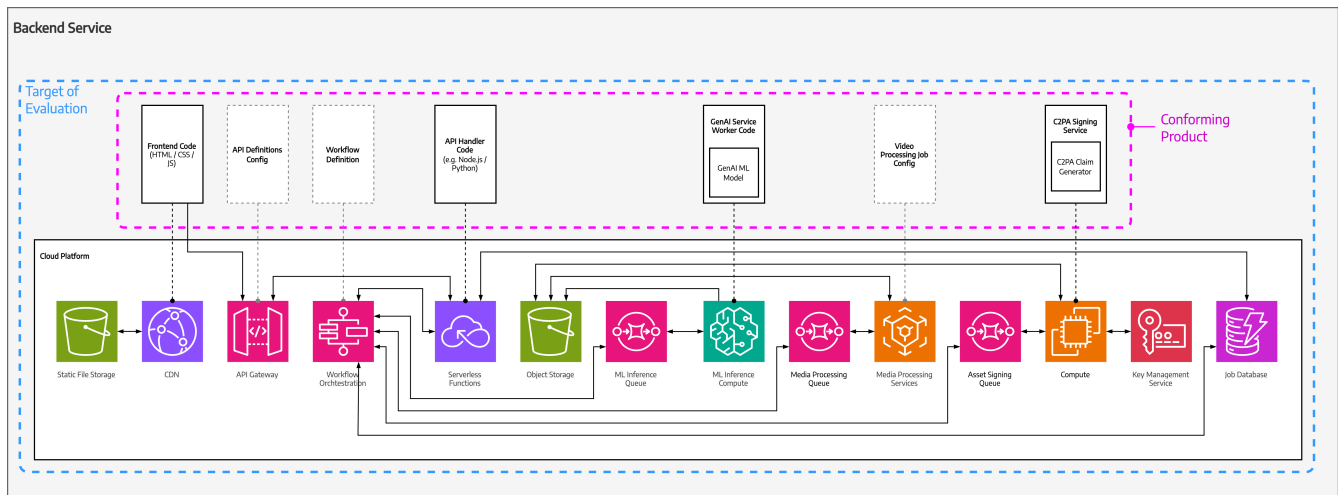 Backend Service
Target of
Evaluation
Conforming
Product
Frontend Code
(HTML / CSS /
JS)
API Definitions
Config
Workflow
Definition
API Handler
Code
(e.g. Node.js /
Python)
GenAI Service
Worker Code
GenAI ML
Model
Video
Processing Job
Config
C2PA Signing
Service
C2PA Claim
Generator
Cloud Platform
Static File Storage
CDN
API Gateway
Workflow
Orchtestration
Serverless
Functions
Object Storage
ML Inference
Queue
ML Inference
Compute
Media Processing
Queue
Media Processing
Services
Asset Signing
Queue
Compute
Key Management
Service
Job Database